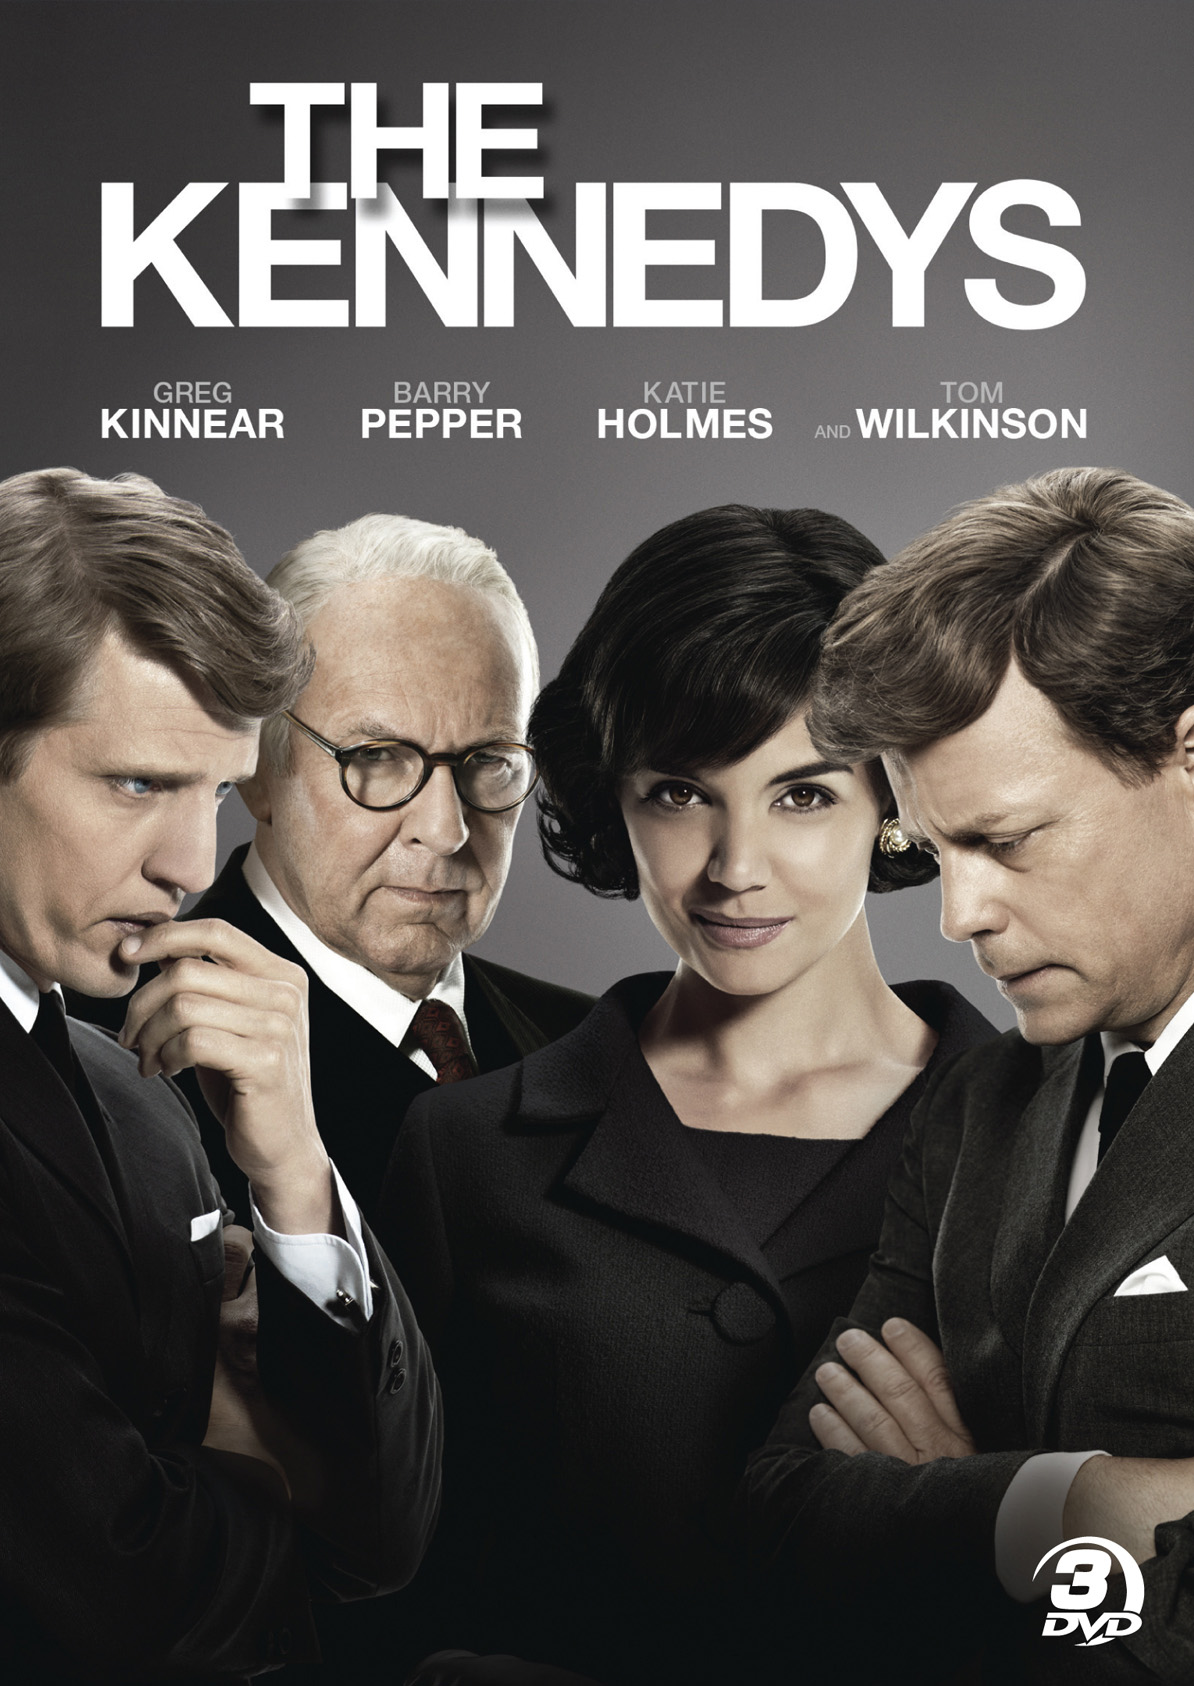 THE
KENNEDYS
GREG
KINNEAR
BARRY
PEPPER
KATIE
HOLMES
TOM
AND WILKINSON
3
DVD